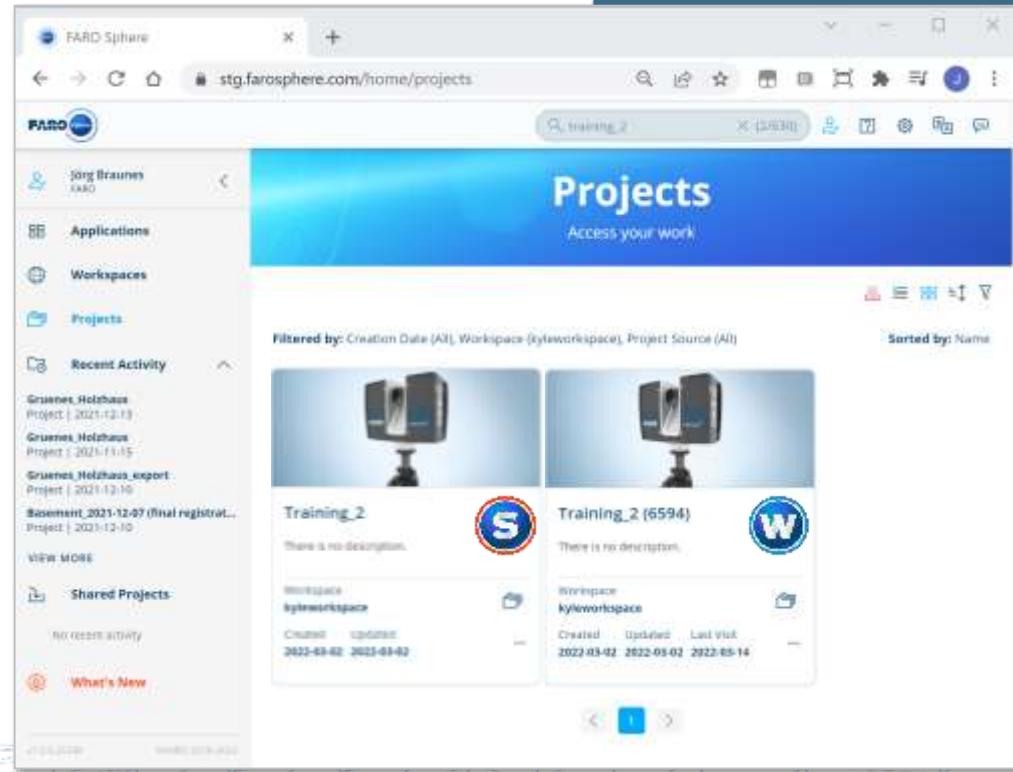 FARO Sphere
stg.farosphere.com/home/projects
J
FARO
training_2
Jörg Braunes
FARO
Projects
Access your work
Applications
Workspaces
Projects
Recent Activity
Filtered by: Creation Date (All), Workspace (kyleworkspace), Project Source (All)
Sorted by: Name
Gruenes_Holzhaus
Project | 2021-12-13
Gruenes_Holzhaus
Project | 2021-11-15
Gruenes_Holzhaus_export
Project | 2021-12-10
Basement_2021-12-07 (final registrat...
Project | 2021-12-10
VIEW MORE
Shared Projects
No recent activity
What's New
Training_2
S
There is no description.
Workspace
kyleworkspace
Created Updated
2022-03-02 2022-03-02
Training_2 (6594)
W
There is no description.
Workspace
kyleworkspace
Created Updated Last Visit
2022-03-02 2022-03-02 2022-03-14
1